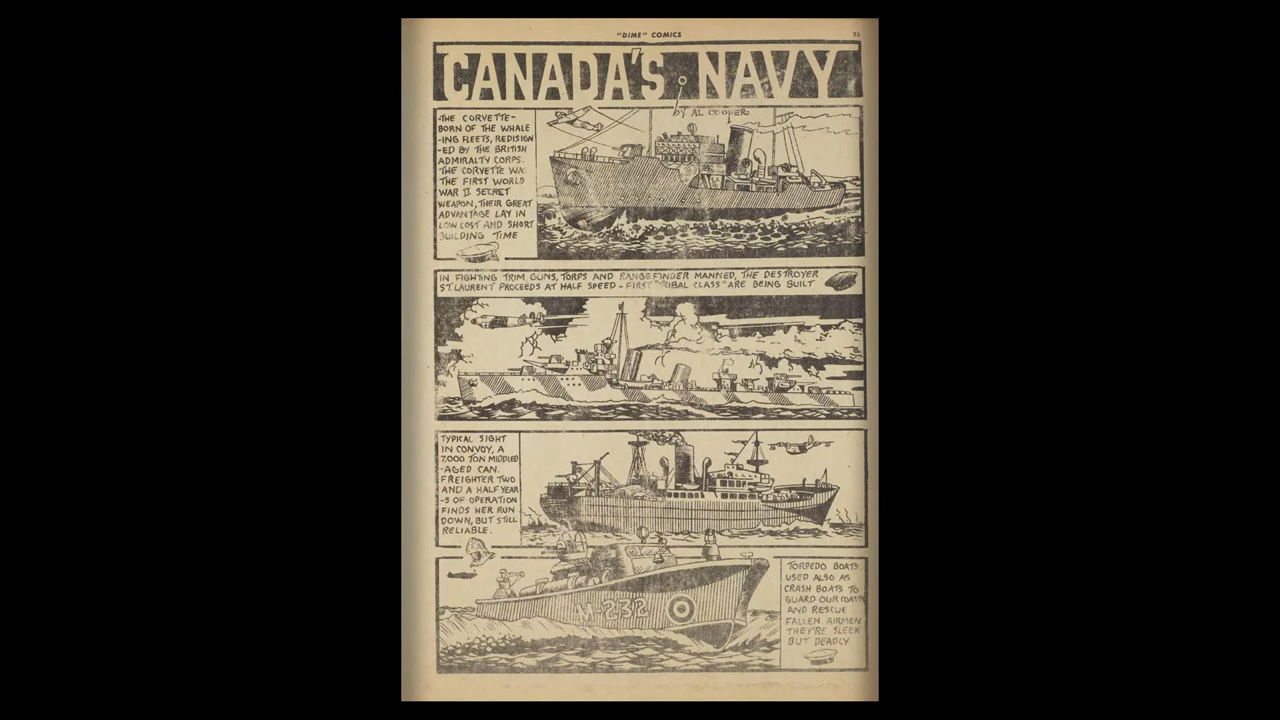 "DIME" COMICS
33
CANADA'S NAVY
BY AL COOPER
-THE CORVETTE-
BORN OF THE WHALE
-ING FLEETS, REDISIGN
-ED BY THE BRITISH
ADMIRALTY CORPS.
THE CORVETTE WAS
THE FIRST WORLD
WAR II SECRET
WEAPON, THEIR GREAT
ADVANTAGE LAY IN
LOW COST AND SHORT
BUILDING TIME
IN FIGHTING TRIM, GUNS, TORPS AND RANGEFINDER MANNED, THE DESTROYER
ST. LAURENT PROCEEDS AT HALF SPEED - FIRST "TRIBAL CLASS" ARE BEING BUILT
TYPICAL SIGHT
IN CONVOY, A
7,000 TON MIDDLED
-AGED CAN.
FREIGHTER TWO
AND A HALF YEAR
-S OF OPERATION
FINDS HER RUN
DOWN, BUT STILL
RELIABLE.
M-232
TORPEDO BOATS
USED ALSO AS
CRASH BOATS TO
GUARD OUR COASTS
AND RESCUE
FALLEN AIRMEN
THEY'RE SLEEK
BUT DEADLY.